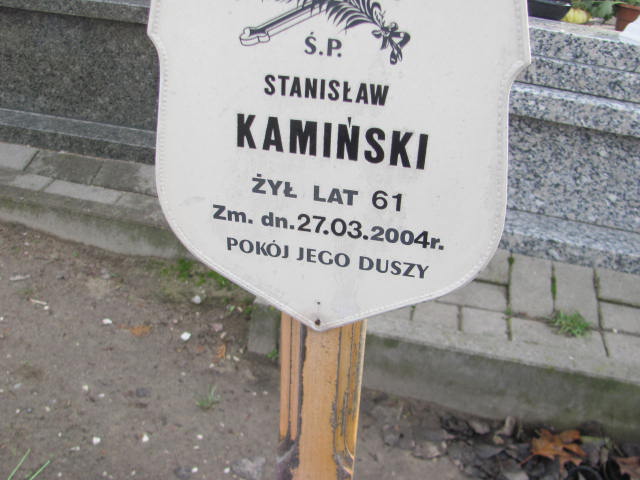 Ś.P.
STANISŁAW
KAMIŃSKI
ŻYŁ LAT 61
Zm. dn. 27.03.2004r.
POKÓJ JEGO DUSZY